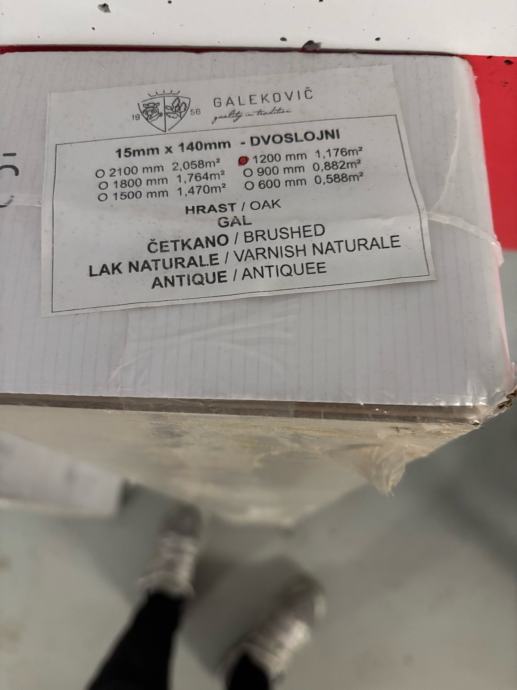 19 56
GALEKOVIČ
quality in tradition
15mm x 140mm - DVOSLOJNI
2100 mm 2,058m² 1200 mm 1,176m²
1800 mm 1,764m² 900 mm 0,882m²
1500 mm 1,470m² 600 mm 0,588m²
HRAST / OAK
GAL
ČETKANO / BRUSHED
LAK NATURALE / VARNISH NATURALE
ANTIQUE / ANTIQUEE